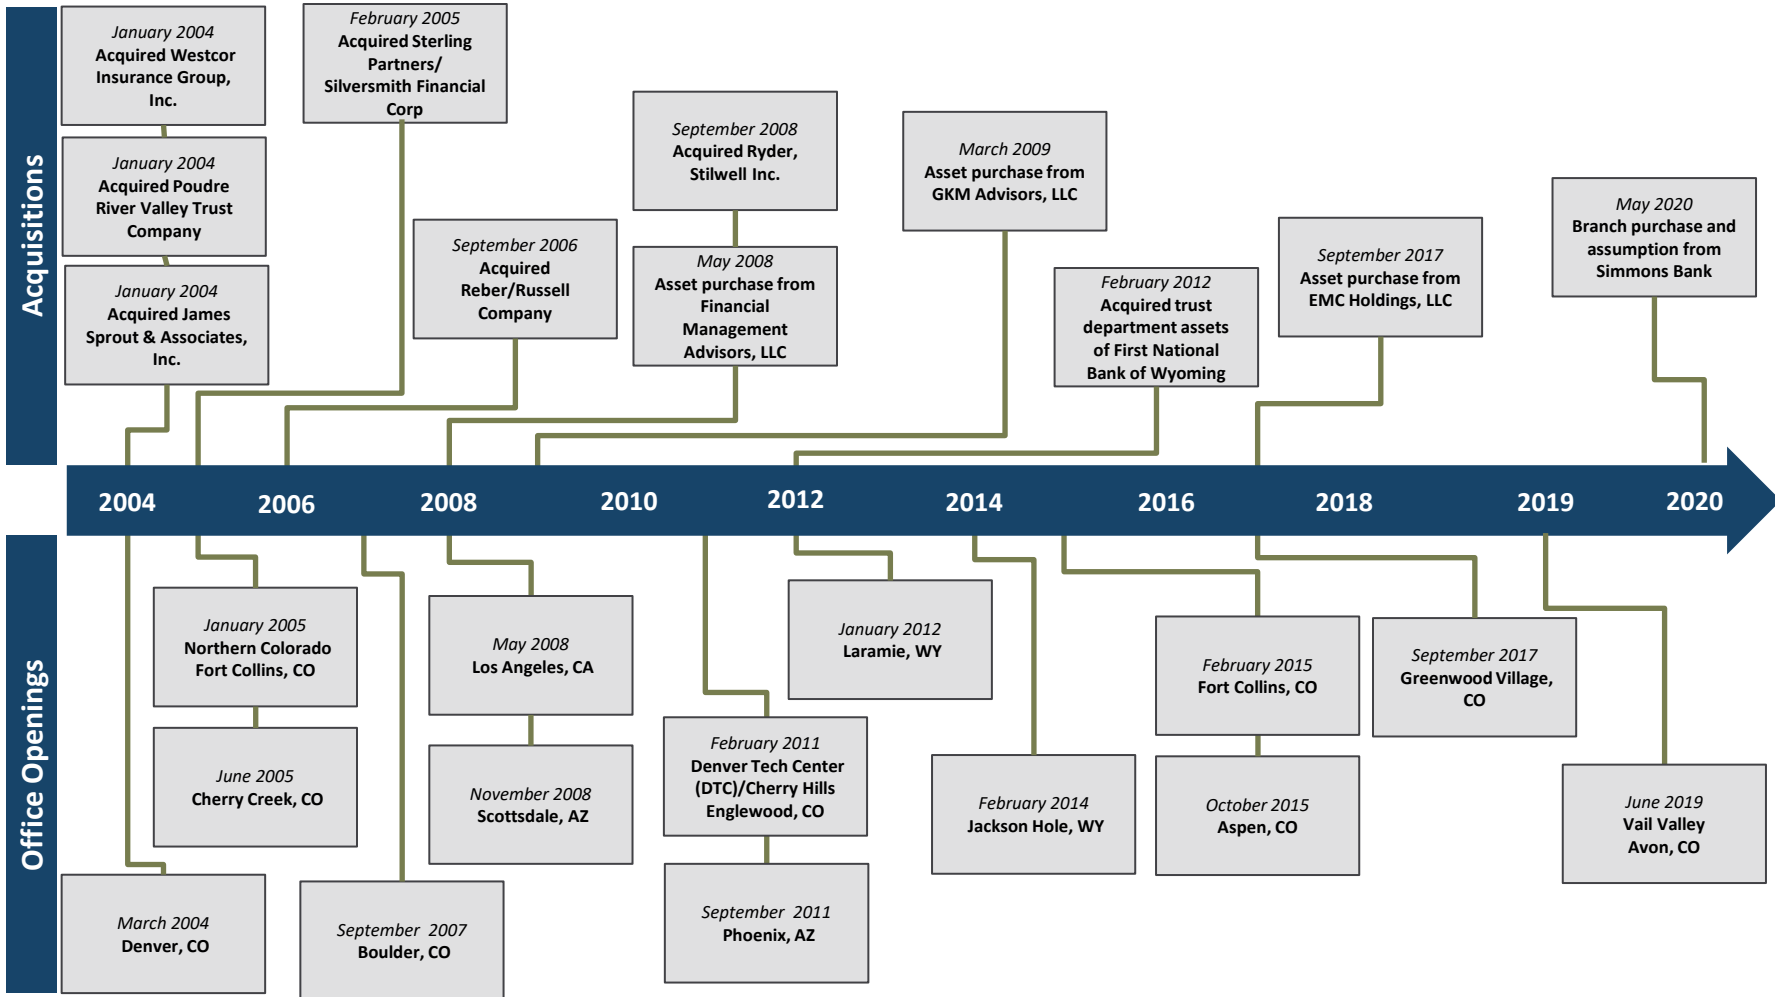 Acquisitions
January 2004
Acquired Westcor
Insurance Group,
Inc.
January 2004
Acquired Poudre
River Valley Trust
Company
January 2004
Acquired James
Sprout & Associates,
Inc.
February 2005
Acquired Sterling
Partners/
Silversmith Financial
Corp
September 2006
Acquired
Reber/Russell
Company
September 2008
Acquired Ryder,
Stilwell Inc.
May 2008
Asset purchase from
Financial
Management
Advisors, LLC
March 2009
Asset purchase from
GKM Advisors, LLC
February 2012
Acquired trust
department assets
of First National
Bank of Wyoming
September 2017
Asset purchase from
EMC Holdings, LLC
May 2020
Branch purchase and
assumption from
Simmons Bank
2004 2006 2008 2010 2012 2014 2016 2018 2019 2020
Office Openings
March 2004
Denver, CO
January 2005
Northern Colorado
Fort Collins, CO
June 2005
Cherry Creek, CO
September 2007
Boulder, CO
May 2008
Los Angeles, CA
November 2008
Scottsdale, AZ
February 2011
Denver Tech Center
(DTC)/Cherry Hills
Englewood, CO
September 2011
Phoenix, AZ
January 2012
Laramie, WY
February 2014
Jackson Hole, WY
February 2015
Fort Collins, CO
October 2015
Aspen, CO
September 2017
Greenwood Village,
CO
June 2019
Vail Valley
Avon, CO